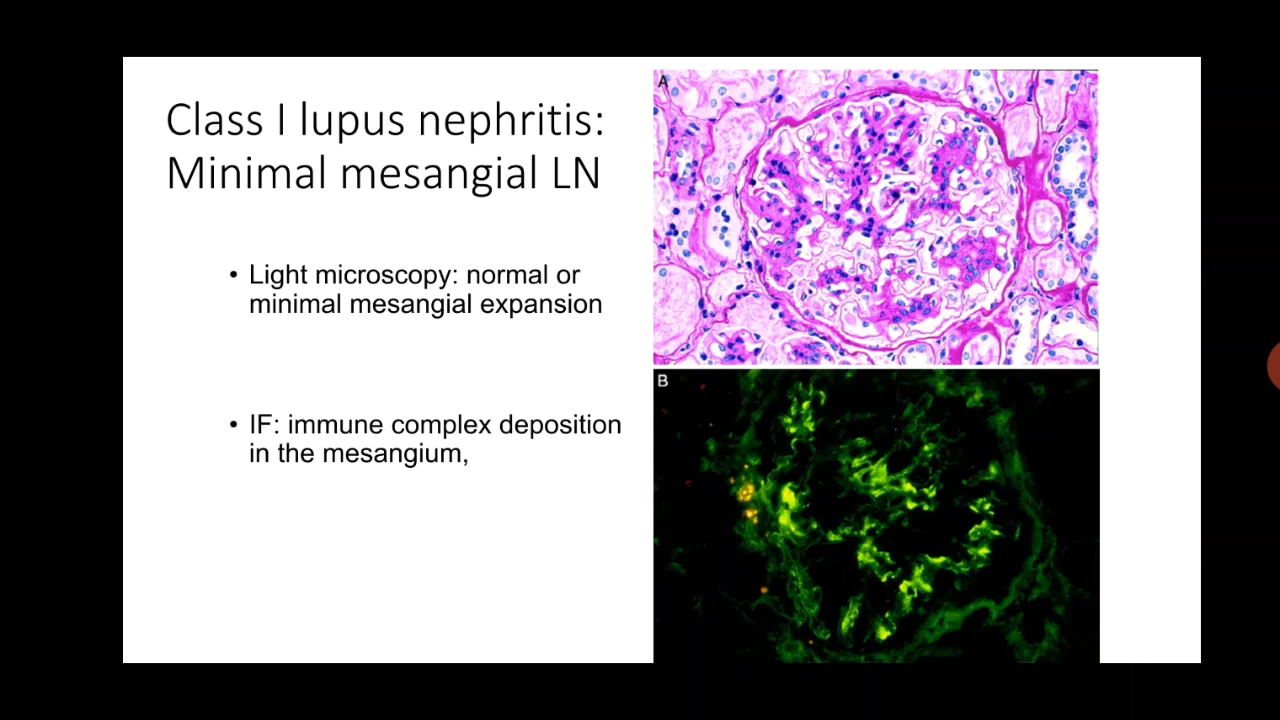 Class I lupus nephritis:
Minimal mesangial LN
• Light microscopy: normal or
minimal mesangial expansion
• IF: immune complex deposition
in the mesangium,
A
B